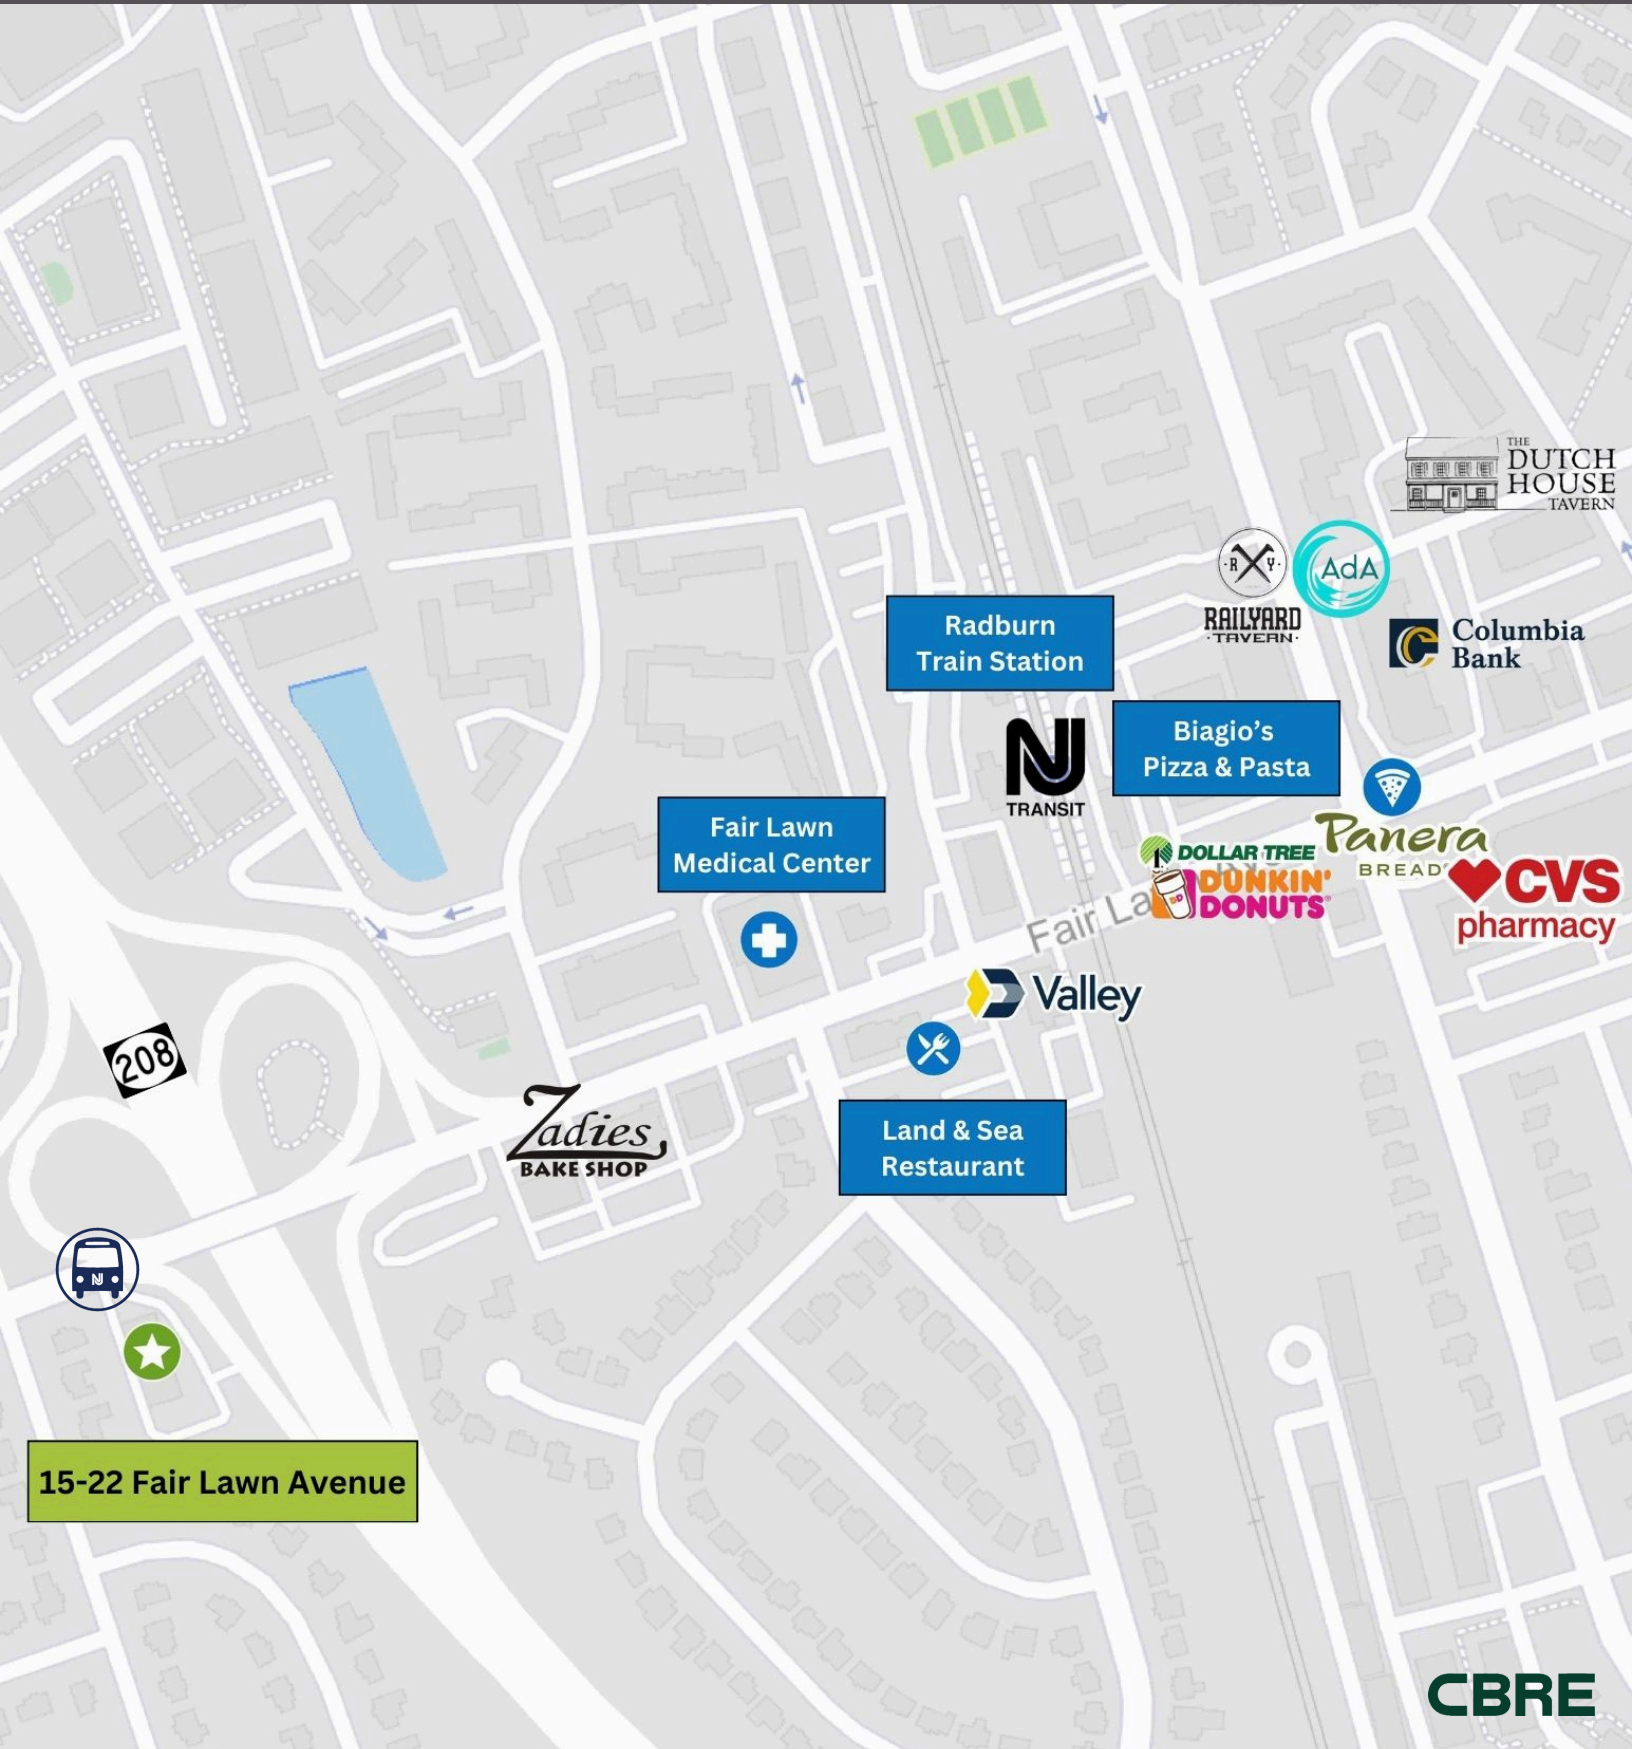 THE
DUTCH
HOUSE
TAVERN
R Y
RAILYARD
·TAVERN·
AdA
Columbia
Bank
Radburn
Train Station
NJ
TRANSIT
Biagio’s
Pizza & Pasta
Fair Lawn
Medical Center
DOLLAR TREE
DUNKIN'
DONUTS
DD
Panera
BREAD
CVS
pharmacy
Fair La
Valley
208
Zadies
BAKE SHOP
Land & Sea
Restaurant
NJ
15-22 Fair Lawn Avenue
CBRE